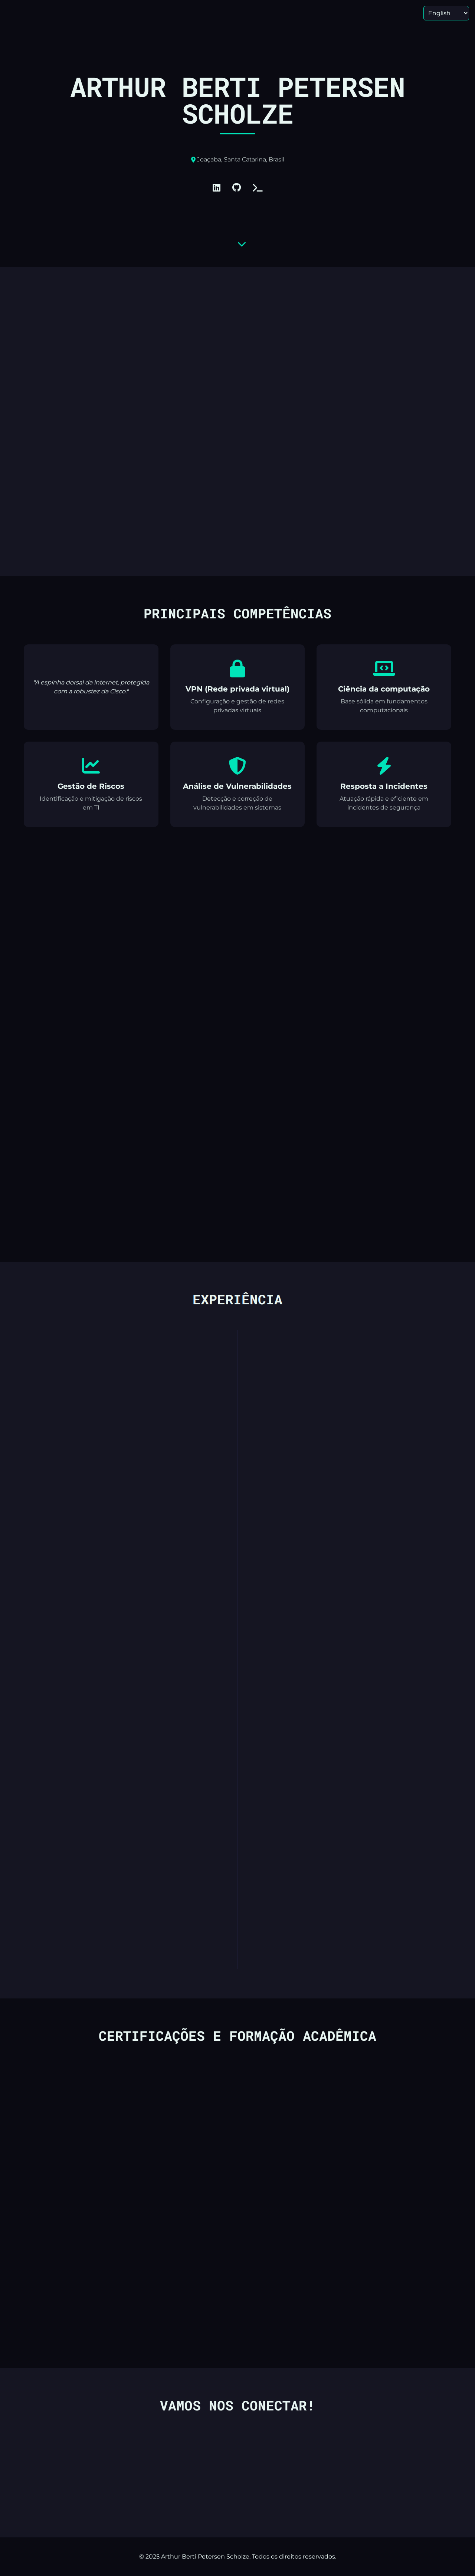 English
ARTHUR BERTI PETERSEN
SCHOLZE
Joaçaba, Santa Catarina, Brasil
PRINCIPAIS COMPETÊNCIAS
"A espinha dorsal da internet, protegida
com a robustez da Cisco."
VPN (Rede privada virtual)
Configuração e gestão de redes
privadas virtuais
Ciência da computação
Base sólida em fundamentos
computacionais
Gestão de Riscos
Identificação e mitigação de riscos
em TI
Análise de Vulnerabilidades
Detecção e correção de
vulnerabilidades em sistemas
Resposta a Incidentes
Atuação rápida e eficiente em
incidentes de segurança
EXPERIÊNCIA
CERTIFICAÇÕES E FORMAÇÃO ACADÊMICA
VAMOS NOS CONECTAR!
© 2025 Arthur Berti Petersen Scholze. Todos os direitos reservados.